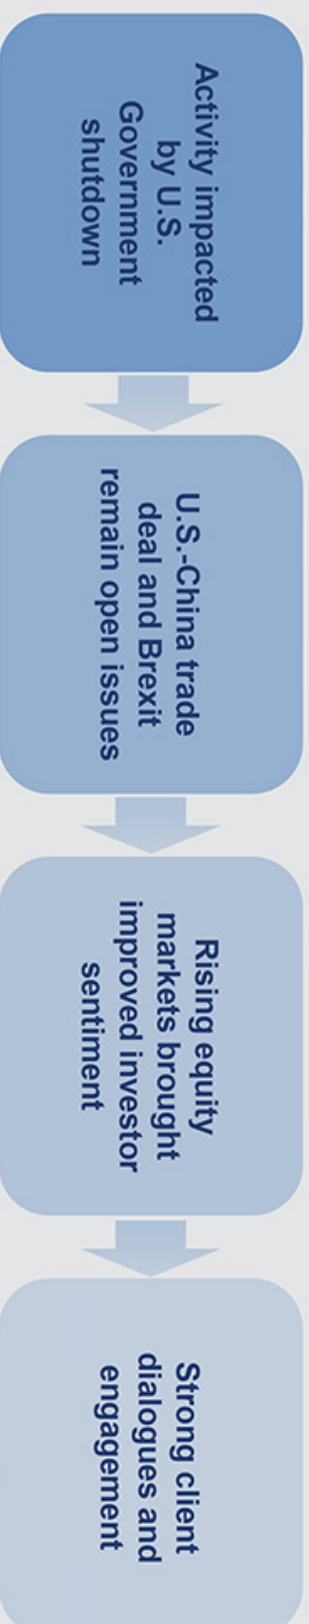 Activity impacted
by U.S.
Government
shutdown
U.S.-China trade
deal and Brexit
remain open issues
Rising equity
markets brought
improved investor
sentiment
Strong client
dialogues and
engagement